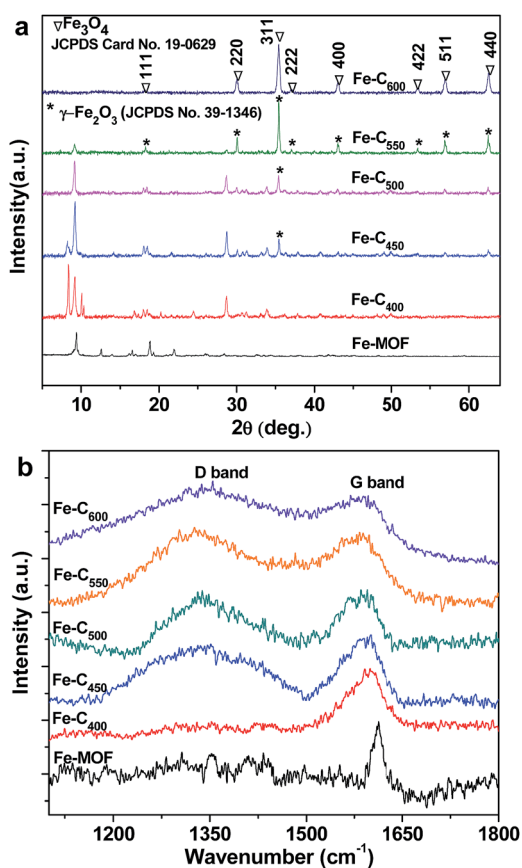 a
▽Fe₃O₄
JCPDS Card No. 19-0629
111
220
311
222
400
422
511
440
Fe-C₆₀₀
* γ–Fe₂O₃ (JCPDS No. 39-1346)
Fe-C₅₅₀
Fe-C₅₀₀
Fe-C₄₅₀
Fe-C₄₀₀
Fe-MOF
Intensity(a.u.)
10 20 30 40 50 60
2θ (deg.)
b
D band
G band
Fe-C₆₀₀
Fe-C₅₅₀
Fe-C₅₀₀
Fe-C₄₅₀
Fe-C₄₀₀
Fe-MOF
Intensity (a.u.)
1200 1350 1500 1650 1800
Wavenumber (cm⁻¹)